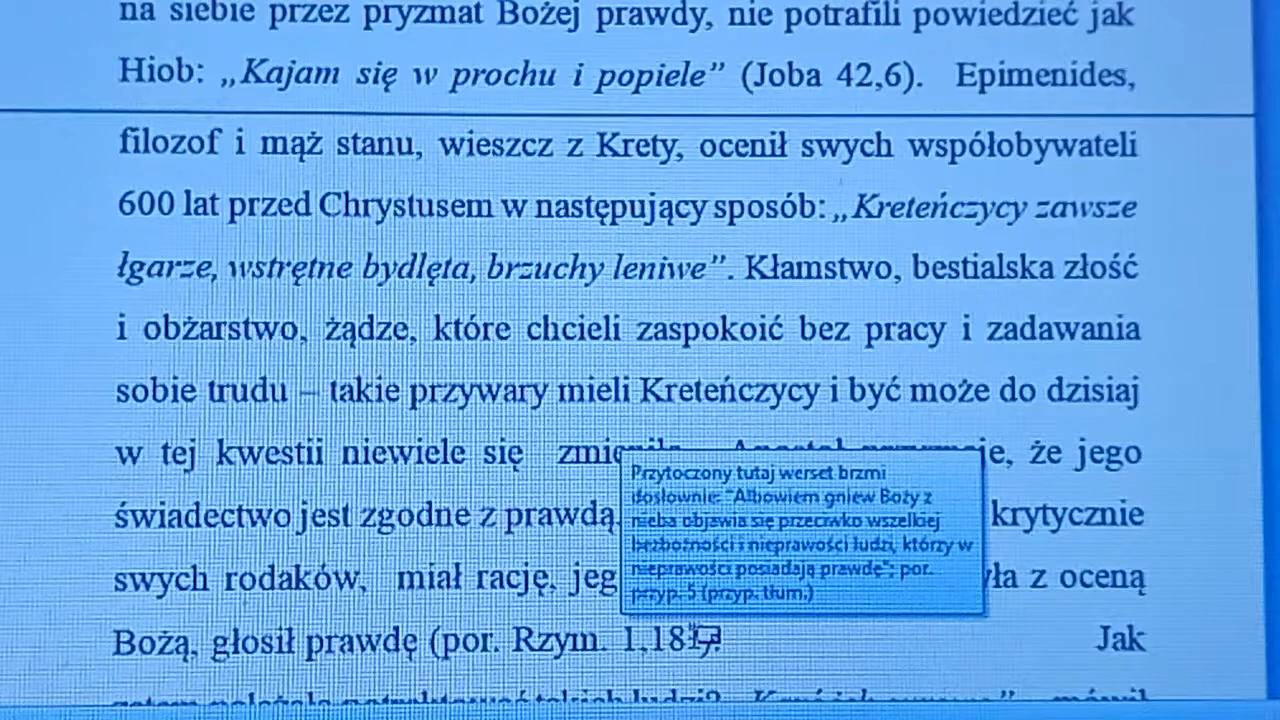 na siebie przez pryzmat Bożej prawdy, nie potrafili powiedzieć jak
Hiob: „Kajam się w prochu i popiele” (Joba 42,6). Epimenides,
filozof i mąż stanu, wieszcz z Krety, ocenił swych współobywateli
600 lat przed Chrystusem w następujący sposób: „Kreteńczycy zawsze
łgarze, wstrętne bydlęta, brzuchy leniwe”. Kłamstwo, bestialska złość
i obżarstwo, żądze, które chcieli zaspokoić bez pracy i zadawania
sobie trudu – takie przywary mieli Kreteńczycy i być może do dzisiaj
w tej kwestii niewiele się że jego
świadectwo jest zgodne z prawdą krytycznie
swych rodaków, miał rację, z oceną
Bożą, głosił prawdę (por. Rzym. 1,18 Jak
Przytoczony tutaj werset brzmi
dosłownie: "Albowiem gniew Boży z
nieba objawia się przeciwko wszelkiej
bezbożności i nieprawości ludzi, którzy w
nieprawości posiadają prawdę"; por.
przyp. 5 (przyp. tłum.)